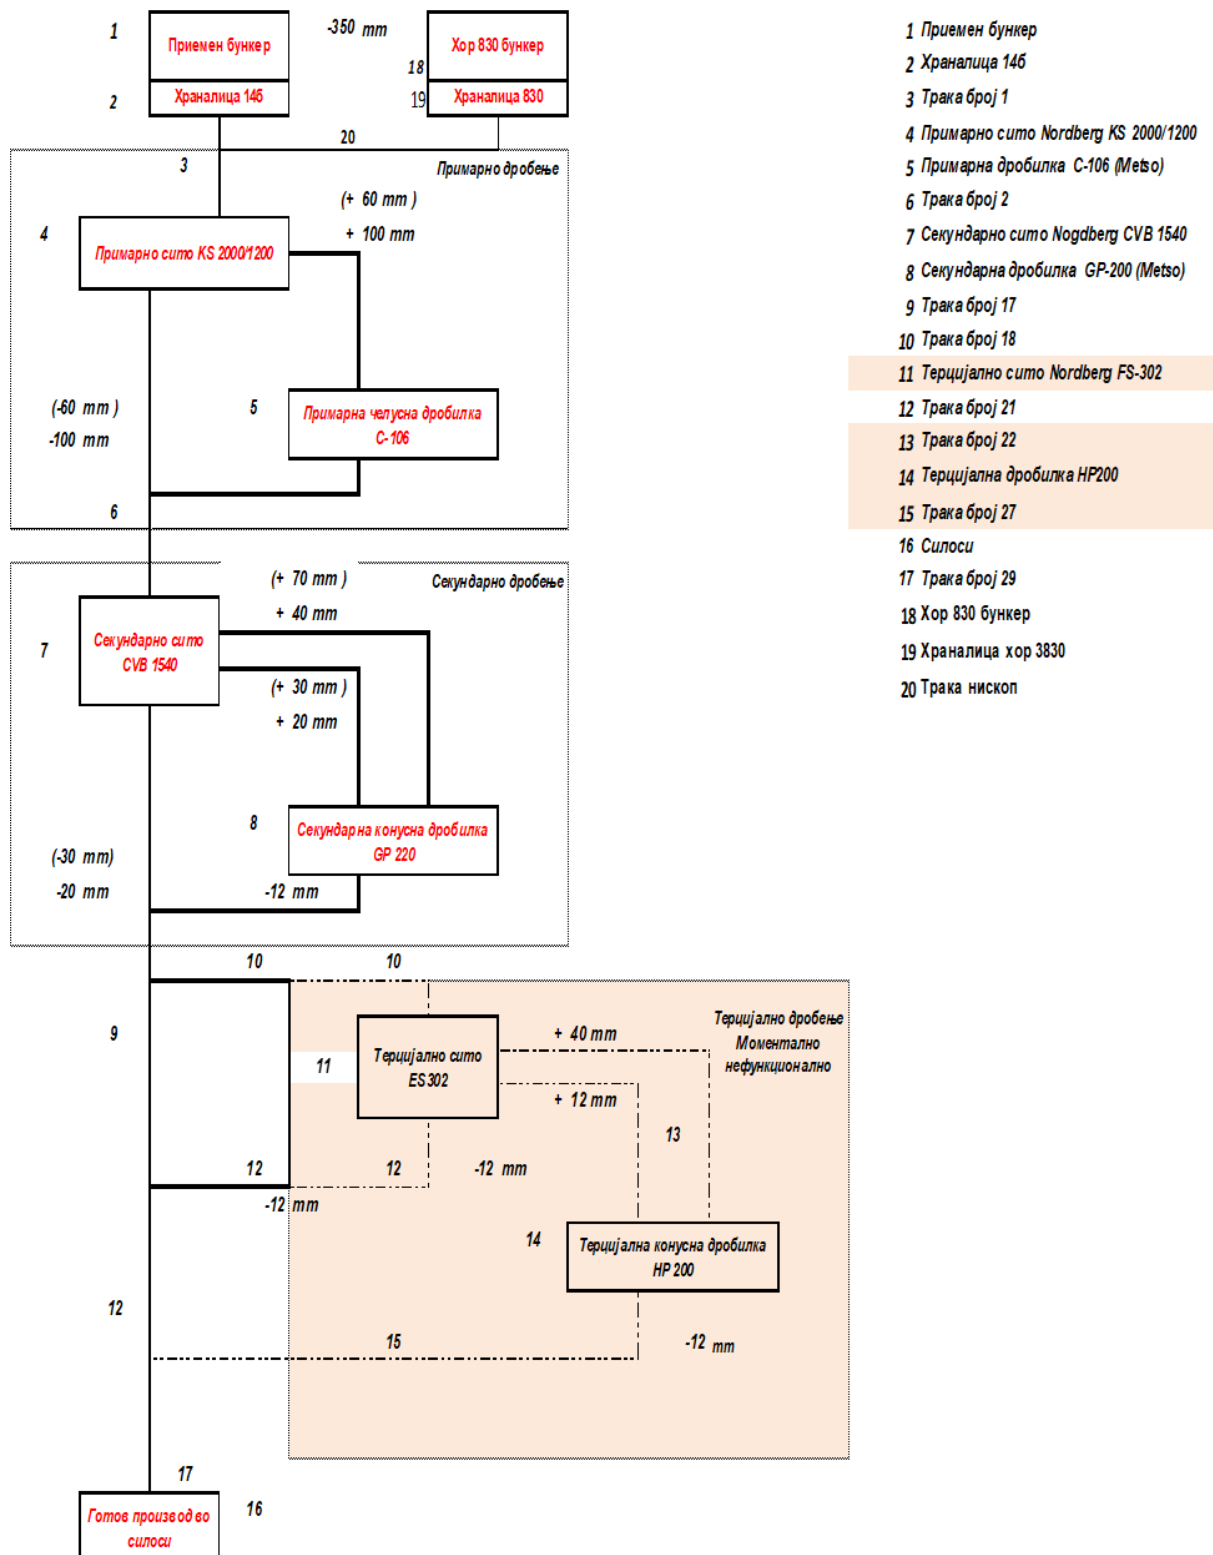 1
Приемен бункер
-350 mm
Хор 830 бункер
18
2
Храналица 14б
19
Храналица 830
20
3
Примарно дробење
(+ 60 mm )
+ 100 mm
4
Примарно сито KS 2000/1200
(-60 mm )
-100 mm
5
Примарна челусна дробилка
C-106
6
Секундарно дробење
(+ 70 mm )
+ 40 mm
7
Секундарно сито
CVB 1540
(+ 30 mm )
+ 20 mm
8
Секундарна конусна дробилка
GP 220
(-30 mm)
-20 mm
-12 mm
10
10
9
Терцијално дробење
Моментално
нефункционално
+ 40 mm
11
Терцијално сито
ES 302
+ 12 mm
13
12
12
-12 mm
-12 mm
14
Терцијална конусна дробилка
HP 200
12
15
-12 mm
17
16
Готов производ во
силоси
1 Приемен бункер
2 Храналица 14б
3 Трака број 1
4 Примарно сито Nordberg KS 2000/1200
5 Примарна дробилка C-106 (Metso)
6 Трака број 2
7 Секундарно сито Nogdberg CVB 1540
8 Секундарна дробилка GP-200 (Metso)
9 Трака број 17
10 Трака број 18
11 Терцијално сито Nordberg FS-302
12 Трака број 21
13 Трака број 22
14 Терцијална дробилка HP200
15 Трака број 27
16 Силоси
17 Трака број 29
18 Хор 830 бункер
19 Храналица хор 3830
20 Трака нископ